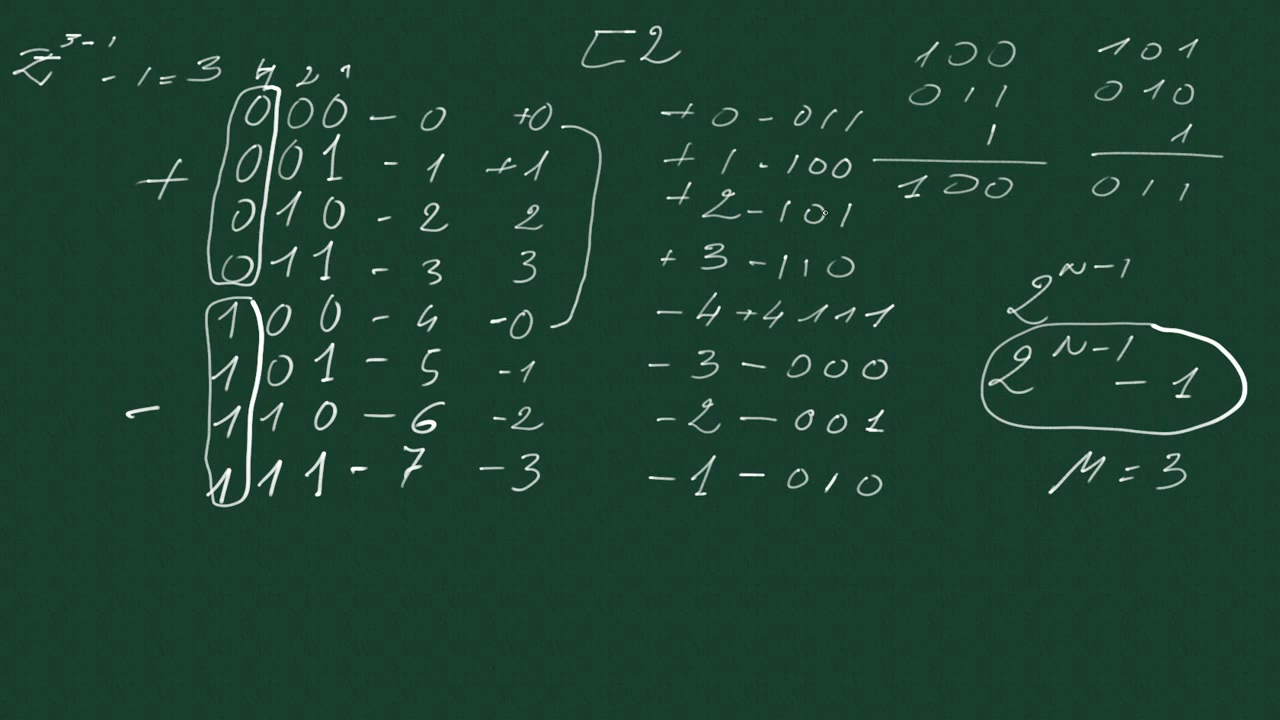 2^3-1 - 1 = 3
4 2 1
C2
100 101
011 010
1 1
100 011
000 - 0 +0
+ 001 - 1 +1
010 - 2 2
011 - 3 3
100 - 4 -0
101 - 5 -1
- 110 - 6 -2
111 - 7 -3
+0 - 011
+1 - 100
+2 - 101
+3 - 110
-4 + 4 111
-3 - 000
-2 - 001
-1 - 010
2^N-1
2^N-1 - 1
M = 3